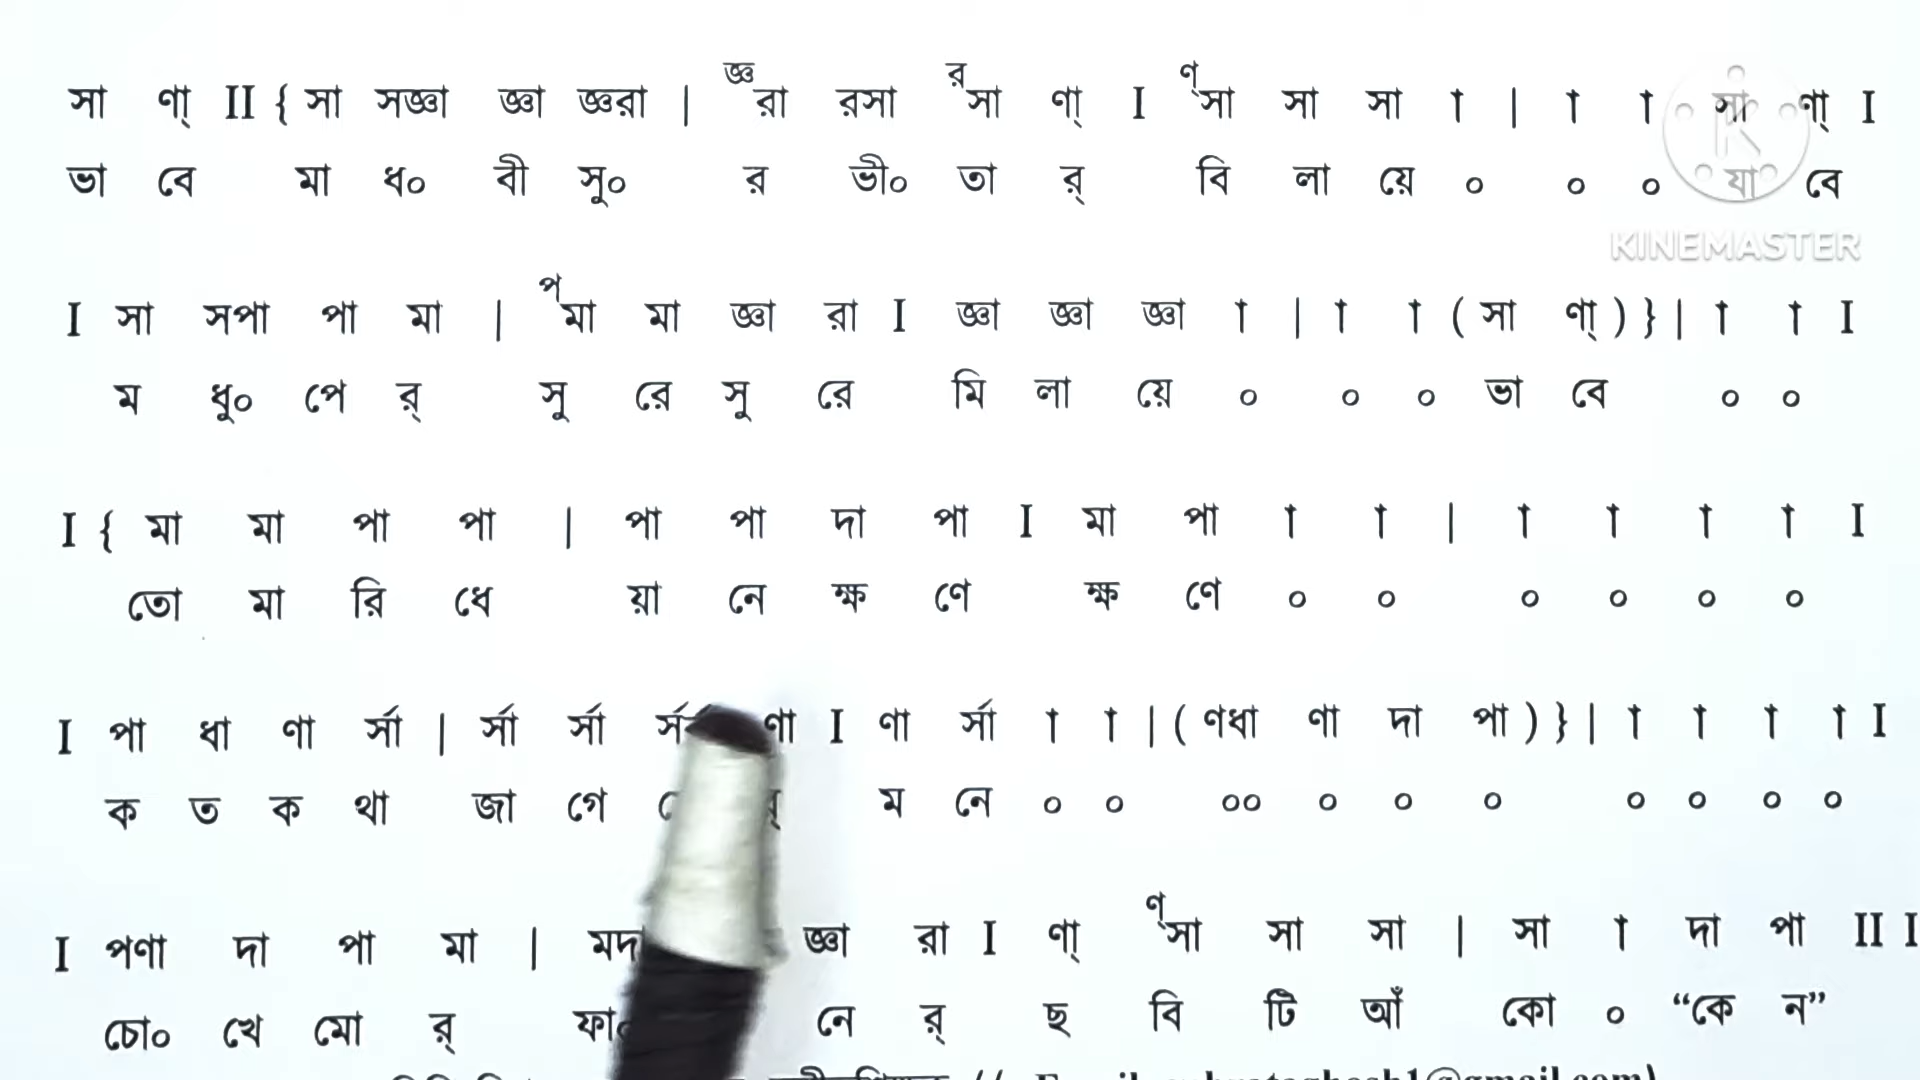 সা ণ্া II { সা সজ্ঞা জ্ঞা জ্ঞরা | জ্ঞরা রসা রসা ণ্া I ণ্সা সা সা † | † † সা ণ্া I
ভা বে মা ধ০ বী সু০ র ভী০ তা র্ বি লা য়ে ০ ০ ০ যা বে
KINEMASTER
I সা সপা পা মা | পমা মা জ্ঞা রা I জ্ঞা জ্ঞা জ্ঞা † | † † ( সা ণ্া ) } | † † I
ম ধু০ পে র্ সু রে সু রে মি লা য়ে ০ ০ ০ ভা বে ০ ০
I { মা মা পা পা | পা পা দা পা I মা পা † † | † † † † I
তো মা রি ধে য়া নে ক্ষ ণে ক্ষ ণে ০ ০ ০ ০ ০ ০
I পা ধা ণা র্সা | র্সা র্সা ণা I ণা র্সা † † | ( ণধা ণা দা পা ) } | † † † † I
ক ত ক থা জা গে ম নে ০ ০ ০০ ০ ০ ০ ০ ০ ০ ০
I পণা দা পা মা | জ্ঞা রা I ণ্া ণ্সা সা সা | সা † দা পা II I
চো০ খে মো র্ নে র্ ছ বি টি আঁ কো ০ “কে ন”